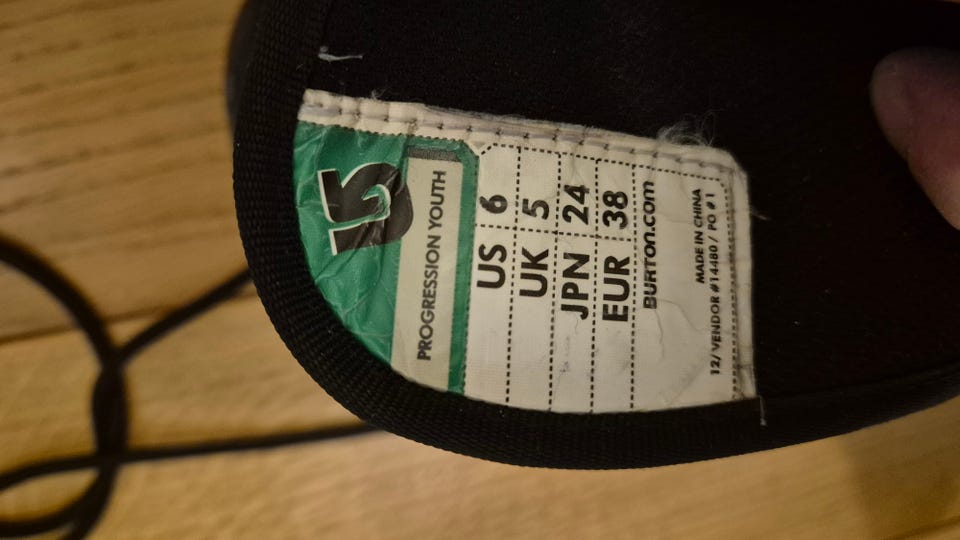 PROGRESSION YOUTH
US 6
UK 5
JPN 24
EUR 38
BURTON.COM
MADE IN CHINA
12/ VENDOR #14480 / PO # 1